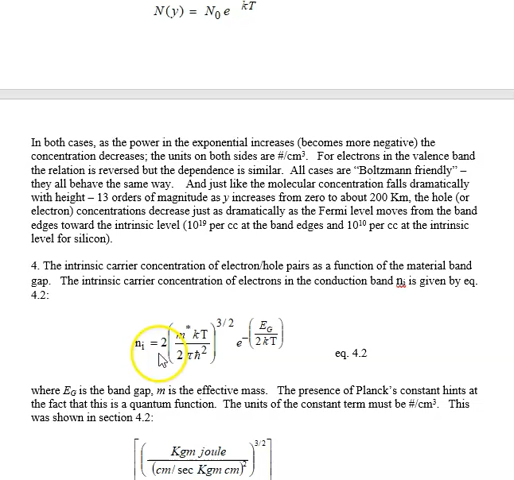 N(y) = N₀ e kT
In both cases, as the power in the exponential increases (becomes more negative) the
concentration decreases; the units on both sides are #/cm³. For electrons in the valence band
the relation is reversed but the dependence is similar. All cases are "Boltzmann friendly" –
they all behave the same way. And just like the molecular concentration falls dramatically
with height – 13 orders of magnitude as y increases from zero to about 200 Km, the hole (or
electron) concentrations decrease just as dramatically as the Fermi level moves from the band
edges toward the intrinsic level (10¹⁹ per cc at the band edges and 10¹⁰ per cc at the intrinsic
level for silicon).
4. The intrinsic carrier concentration of electron/hole pairs as a function of the material band
gap. The intrinsic carrier concentration of electrons in the conduction band nᵢ is given by eq.
4.2:
nᵢ = 2 (m* kT / 2 πħ²)^3/2 e^−(E_G / 2kT) eq. 4.2
where E_G is the band gap, m is the effective mass. The presence of Planck's constant hints at
the fact that this is a quantum function. The units of the constant term must be #/cm³. This
was shown in section 4.2:
[((Kgm joule) / (cm/ sec Kgm cm)²)^3/2]